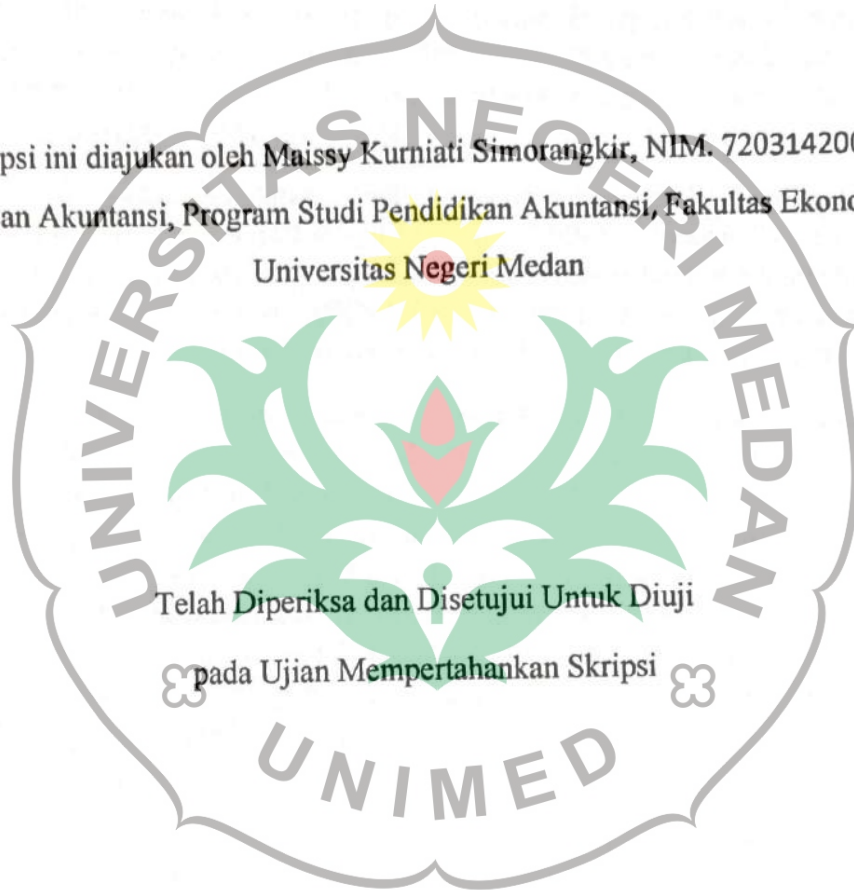 psi ini diajukan oleh Maissy Kurniati Simorangkir, NIM. 720314200
an Akuntansi, Program Studi Pendidikan Akuntansi, Fakultas Ekono
Universitas Negeri Medan
Telah Diperiksa dan Disetujui Untuk Diuji
pada Ujian Mempertahankan Skripsi
UNIVERSITAS NEGERI MEDAN
UNIMED